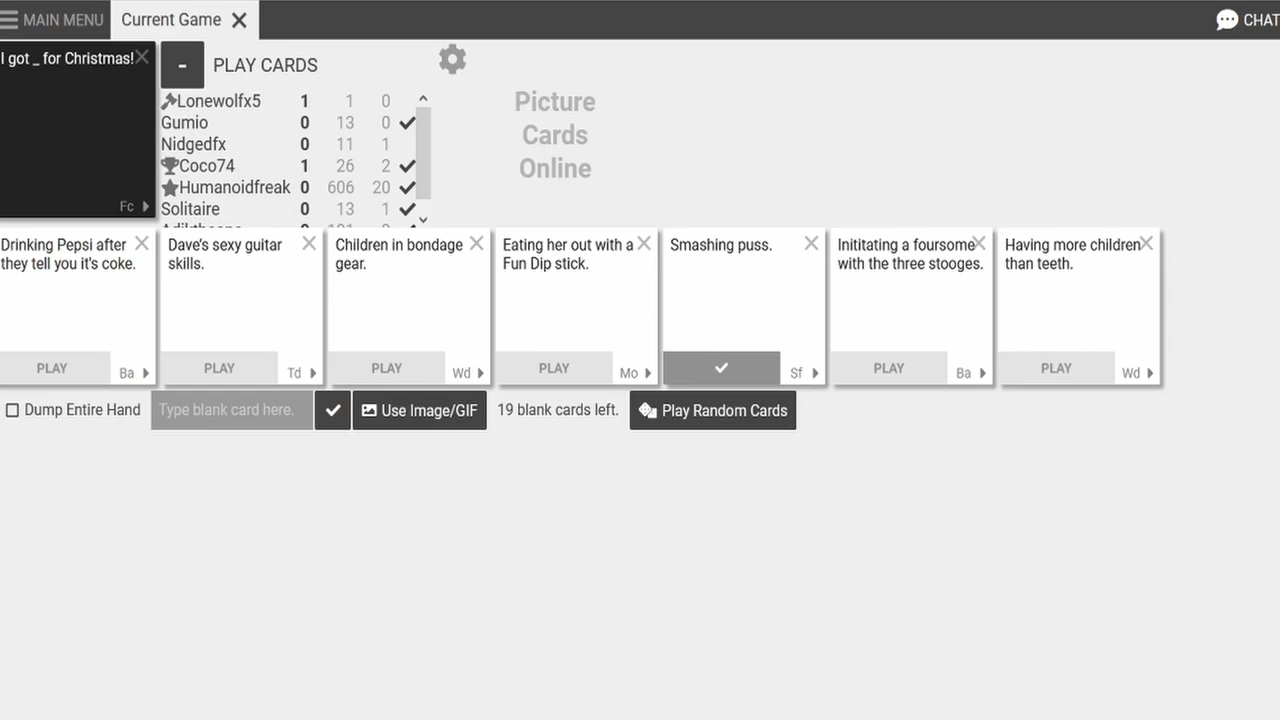 MAIN MENU
Current Game
CHAT
I got _ for Christmas!
Fc
-
PLAY CARDS
Lonewolfx5 1 1 0
Gumio 0 13 0
Nidgedfx 0 11 1
Coco74 1 26 2
Humanoidfreak 0 606 20
Solitaire 0 13 1
Picture
Cards
Online
Drinking Pepsi after
they tell you it's coke.
PLAY
Ba
Dave's sexy guitar
skills.
PLAY
Td
Children in bondage
gear.
PLAY
Wd
Eating her out with a
Fun Dip stick.
PLAY
Mo
Smashing puss.
Sf
Inititating a foursome
with the three stooges.
PLAY
Ba
Having more children
than teeth.
PLAY
Wd
Dump Entire Hand
Type blank card here.
Use Image/GIF
19 blank cards left.
Play Random Cards